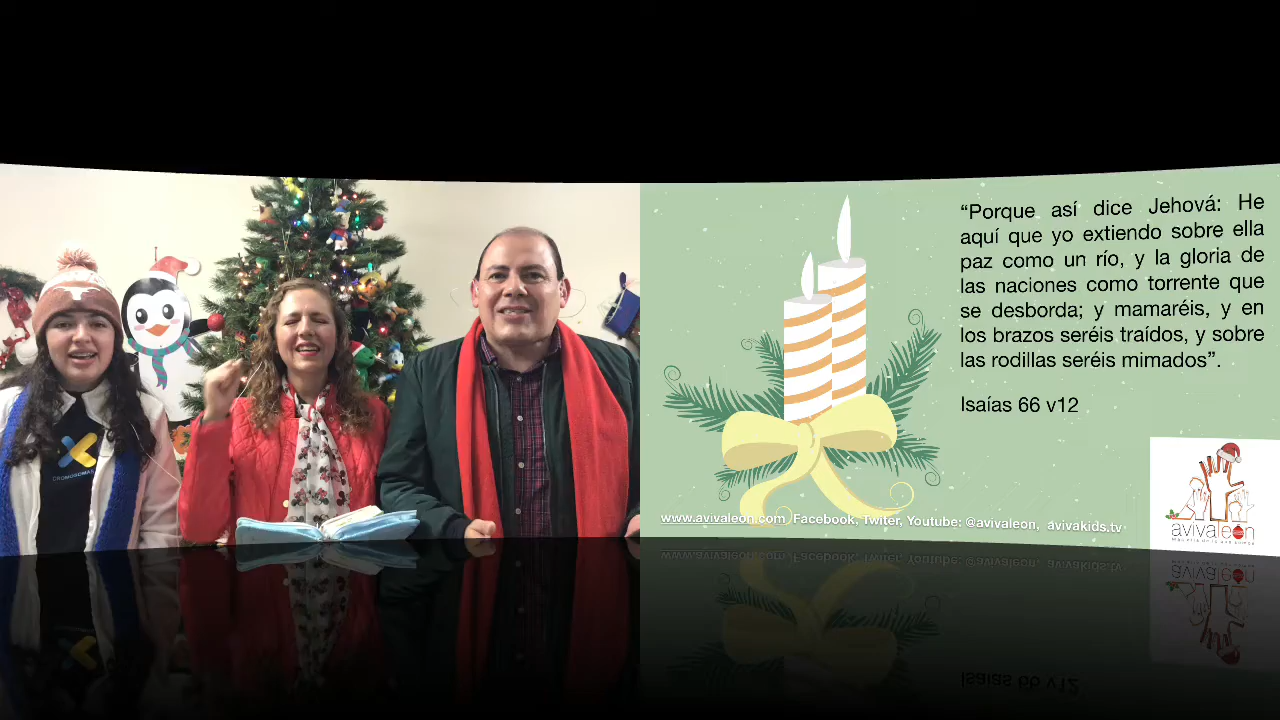 “Porque así dice Jehová: He
aquí que yo extiendo sobre ella
paz como un río, y la gloria de
las naciones como torrente que
se desborda; y mamaréis, y en
los brazos seréis traídos, y sobre
las rodillas seréis mimados”.
Isaías 66 v12
www.avivaleon.com Facebook, Twiter, Youtube: @avivaleon, avivakids.tv
avivaleon